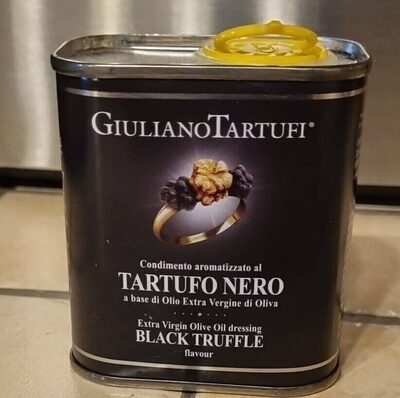 GIULIANOTARTUFI®
Condimento aromatizzato al
TARTUFO NERO
a base di Olio Extra Vergine di Oliva
Extra Virgin Olive Oil dressing
BLACK TRUFFLE
flavour